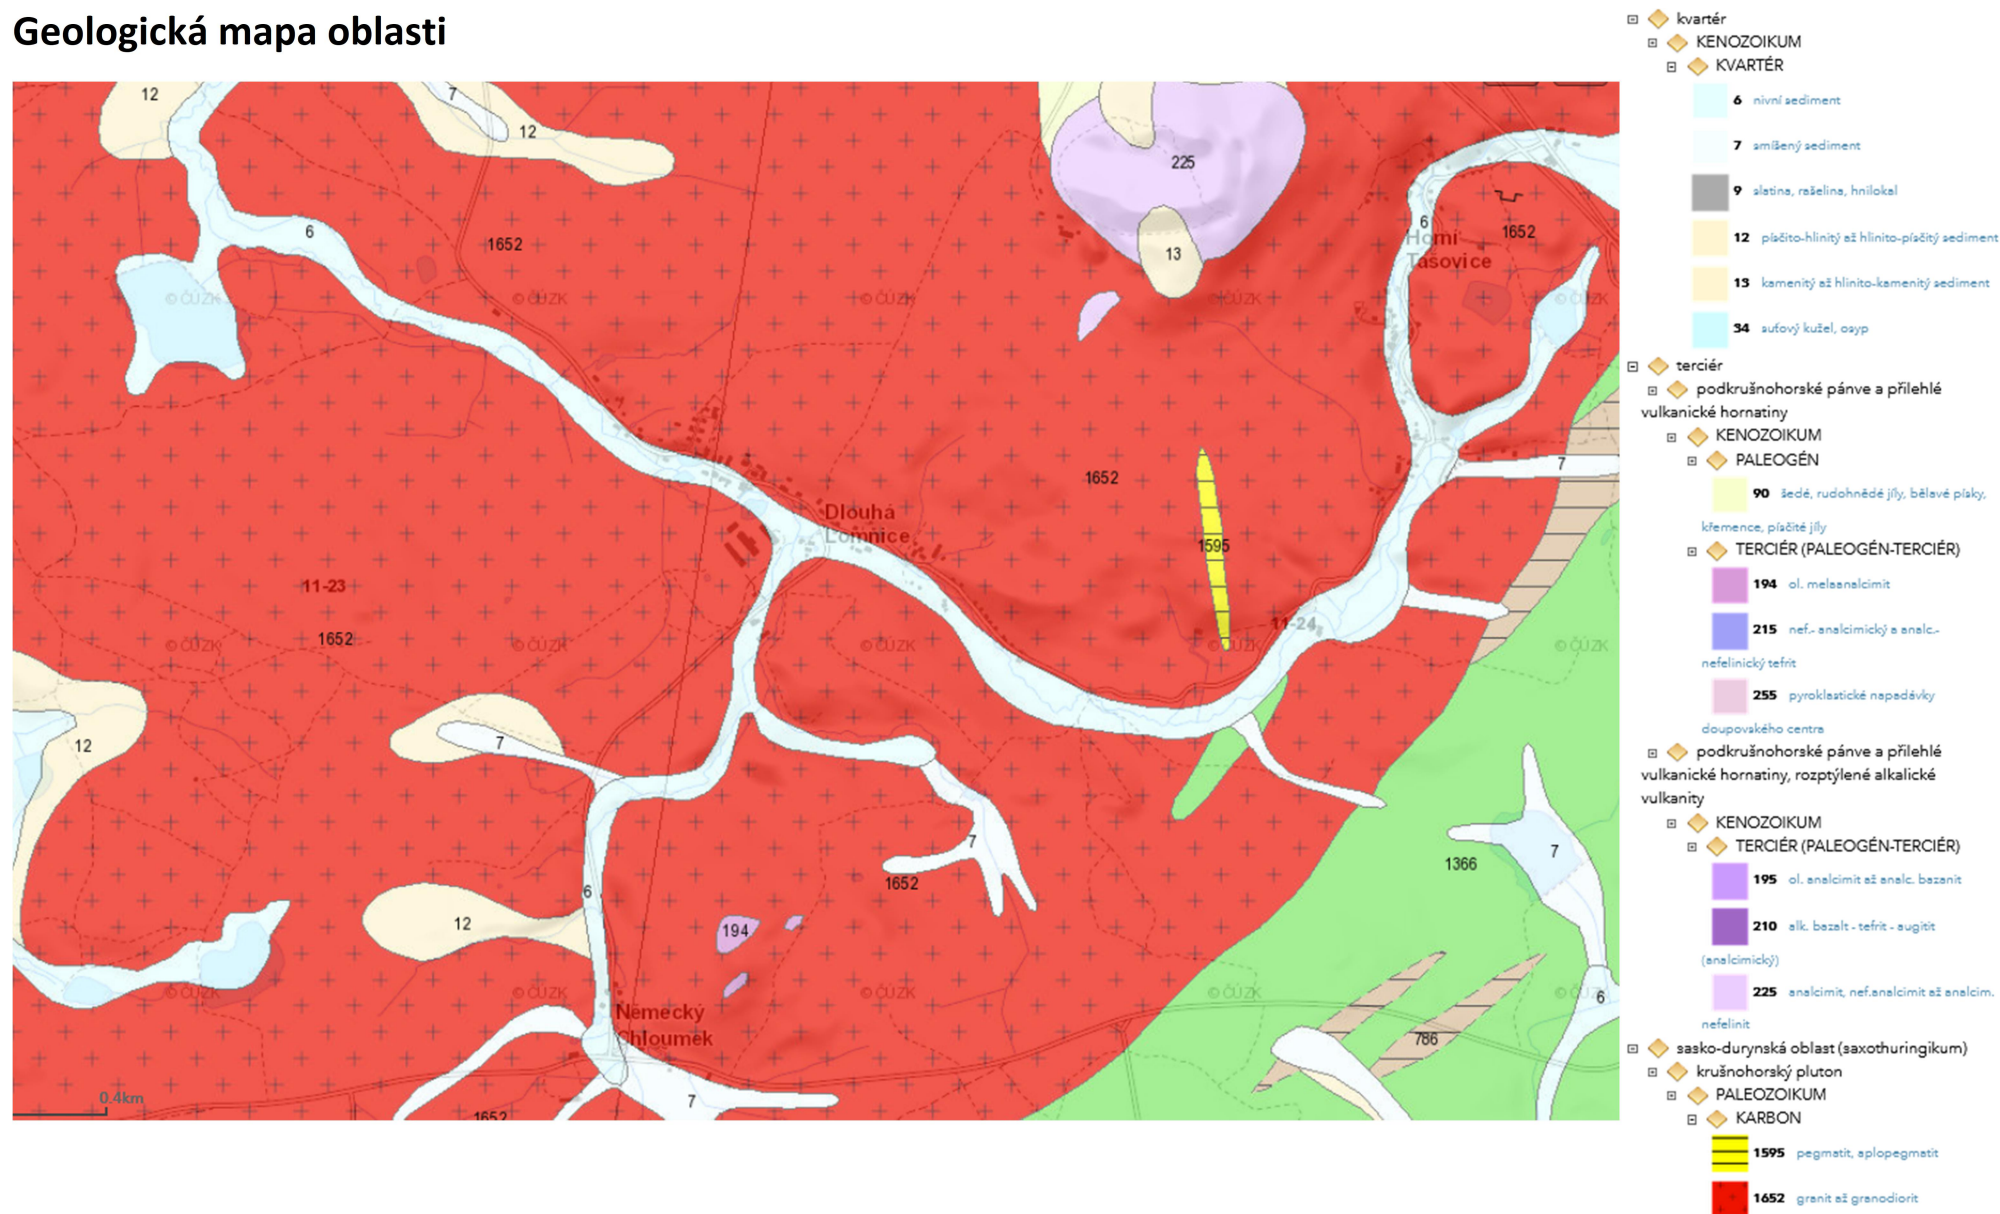 Geologická mapa oblasti
12
7
12
225
6
1652
6
Horní
Tašovice
1652
13
© ČÚZK
© ČÚZK
© ČÚZK
© ČÚZK
© ČÚZK
1652
7
Dlouhá
Lomnice
1595
11-23
1652
11-24
© ČÚZK
© ČÚZK
© ČÚZK
© ČÚZK
© ČÚZK
12
7
7
1652
1366
7
6
12
194
© ČÚZK
© ČÚZK
© ČÚZK
© ČÚZK
6
Německý
Chloumek
786
0.4km
7
1652
kvartér
KENOZOIKUM
KVARTÉR
6 nivní sediment
7 smíšený sediment
9 slatina, rašelina, hnilokal
12 písčito-hlinitý až hlinito-písčitý sediment
13 kamenitý až hlinito-kamenitý sediment
34 suťový kužel, osyp
terciér
podkrušnohorské pánve a přilehlé
vulkanické hornatiny
KENOZOIKUM
PALEOGÉN
90 šedé, rudohnědé jíly, bělavé písky,
křemence, písčité jíly
TERCIÉR (PALEOGÉN-TERCIÉR)
194 ol. melaanalcimit
215 nef.- analcimický a analc.-
nefelinický tefrit
255 pyroklastické napadávky
doupovského centra
podkrušnohorské pánve a přilehlé
vulkanické hornatiny, rozptýlené alkalické
vulkanity
KENOZOIKUM
TERCIÉR (PALEOGÉN-TERCIÉR)
195 ol. analcimit až analc. bazanit
210 alk. bazalt - tefrit - augitit
(analcimický)
225 analcimit, nef.analcimit až analcim.
nefelinit
sasko-durynská oblast (saxothuringikum)
krušnohorský pluton
PALEOZOIKUM
KARBON
1595 pegmatit, aplopegmatit
1652 granit až granodiorit